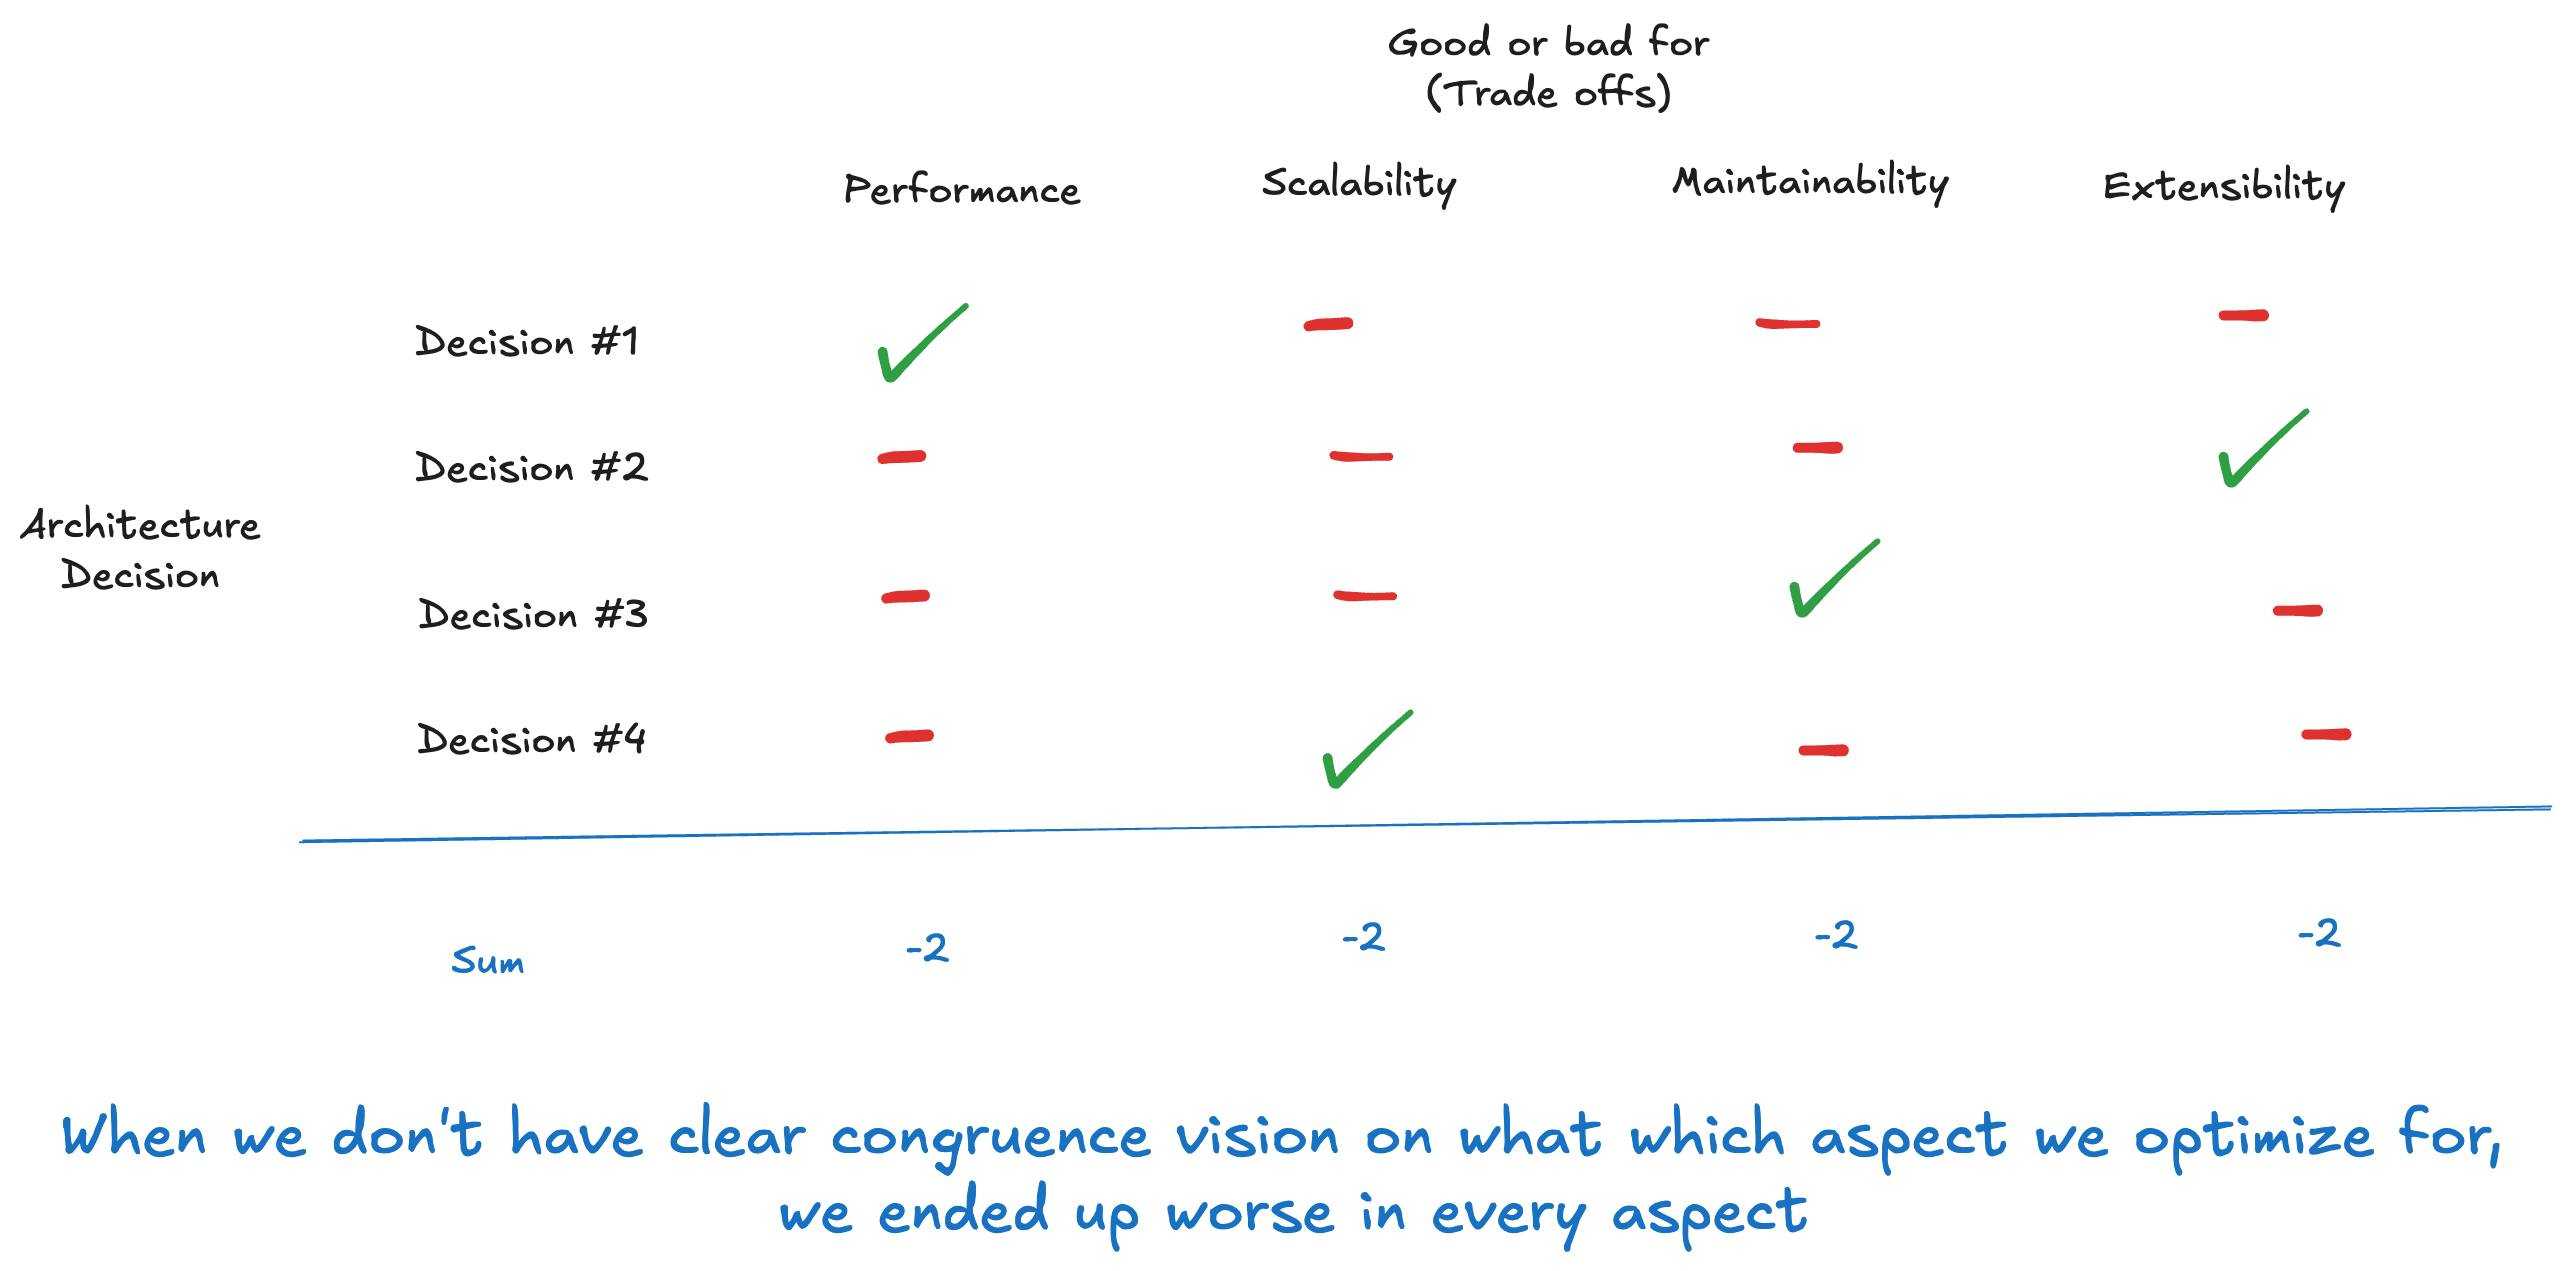 Good or bad for
(Trade offs)
Performance Scalability Maintainability Extensibility
Decision #1
Decision #2
Architecture
Decision
Decision #3
Decision #4
Sum -2 -2 -2 -2
When we don't have clear congruence vision on what which aspect we optimize for,
we ended up worse in every aspect